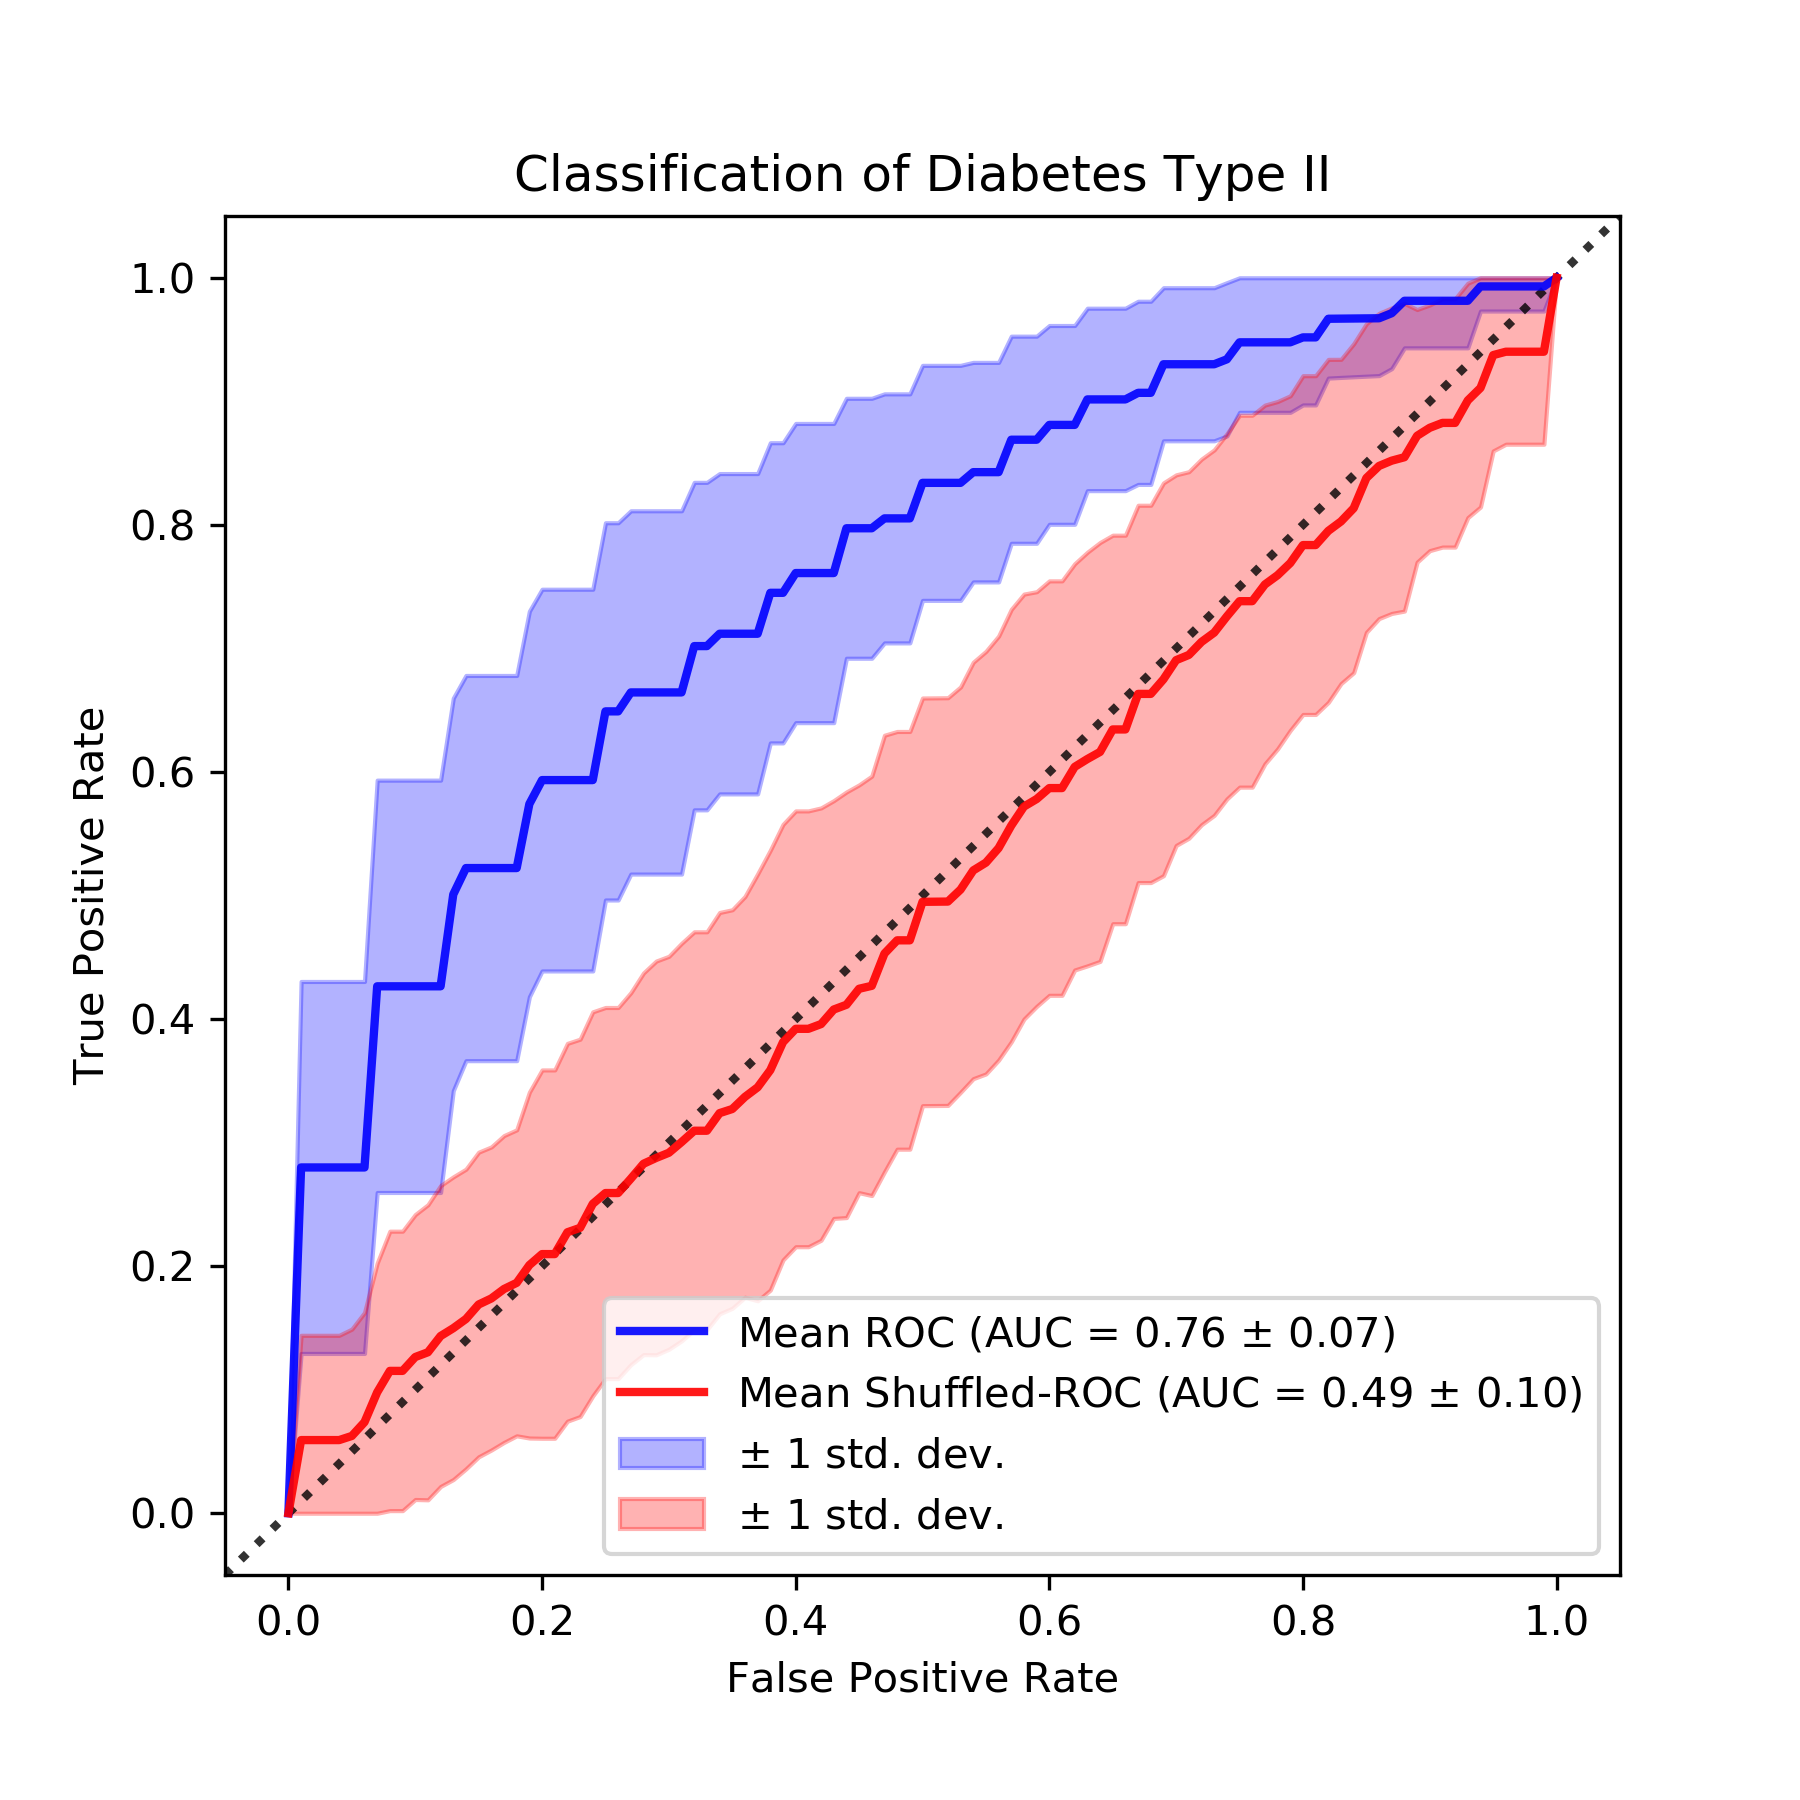 Classification of Diabetes Type II
1.0
0.8
0.6
0.4
0.2
0.0
True Positive Rate
Mean ROC (AUC = 0.76 ± 0.07)
Mean Shuffled-ROC (AUC = 0.49 ± 0.10)
± 1 std. dev.
± 1 std. dev.
0.0 0.2 0.4 0.6 0.8 1.0
False Positive Rate